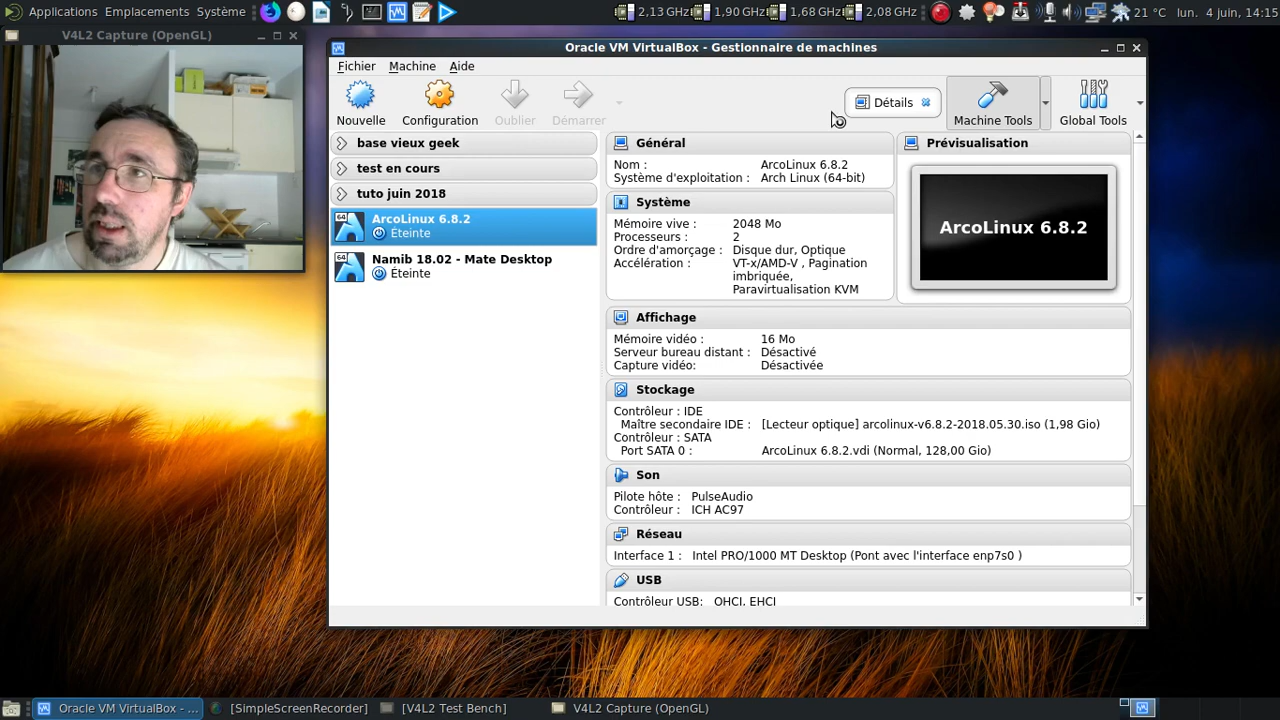 Applications Emplacements Système
2,13 GHz 1,90 GHz 1,68 GHz 2,08 GHz 21 °C lun. 4 juin, 14:15
V4L2 Capture (OpenGL)
Oracle VM VirtualBox - Gestionnaire de machines
Fichier Machine Aide
Nouvelle Configuration Oublier Démarrer Détails Machine Tools Global Tools
base vieux geek
test en cours
tuto juin 2018
64 ArcoLinux 6.8.2
Éteinte
64 Namib 18.02 - Mate Desktop
Éteinte
Général
Nom : ArcoLinux 6.8.2
Système d'exploitation : Arch Linux (64-bit)
Système
Mémoire vive : 2048 Mo
Processeurs : 2
Ordre d'amorçage : Disque dur, Optique
Accélération : VT-x/AMD-V , Pagination
imbriquée,
Paravirtualisation KVM
Prévisualisation
ArcoLinux 6.8.2
Affichage
Mémoire vidéo : 16 Mo
Serveur bureau distant : Désactivé
Capture vidéo: Désactivée
Stockage
Contrôleur : IDE
Maître secondaire IDE : [Lecteur optique] arcolinux-v6.8.2-2018.05.30.iso (1,98 Gio)
Contrôleur : SATA
Port SATA 0 : ArcoLinux 6.8.2.vdi (Normal, 128,00 Gio)
Son
Pilote hôte : PulseAudio
Contrôleur : ICH AC97
Réseau
Interface 1 : Intel PRO/1000 MT Desktop (Pont avec l'interface enp7s0 )
USB
Contrôleur USB: OHCI, EHCI
Oracle VM VirtualBox - ... [SimpleScreenRecorder] [V4L2 Test Bench] V4L2 Capture (OpenGL)